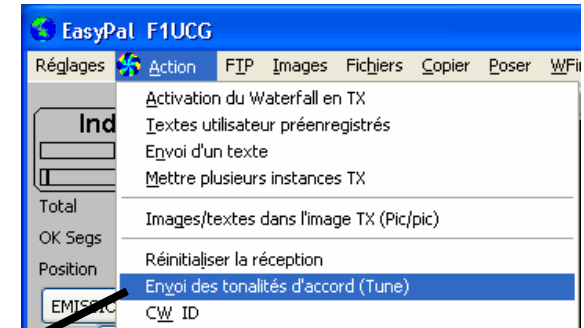 EasyPal F1UCG
Réglages Action FTP Images Fichiers Copier Poser
Activation du Waterfall en TX
Textes utilisateur préenregistrés
Envoi d'un texte
Mettre plusieurs instances TX
Images/textes dans l'image TX (Pic/pic)
Réinitialiser la réception
Envoi des tonalités d'accord (Tune)
CW ID
Ind
Total
OK Segs
Position